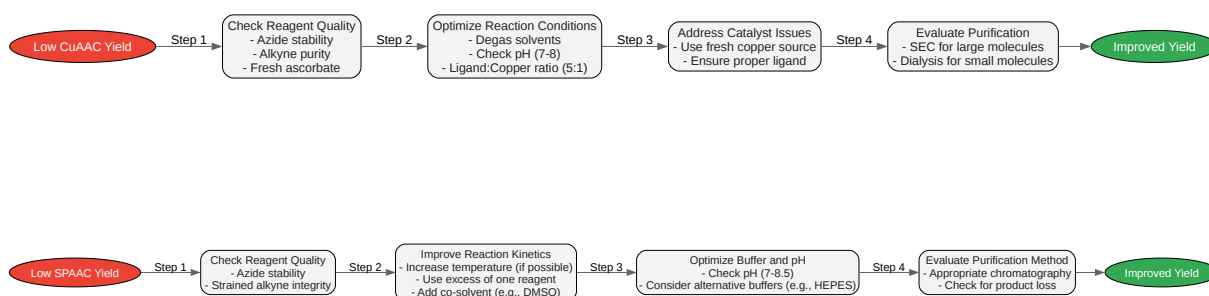 Low CuAAC Yield
Step 1
Check Reagent Quality
- Azide stability
- Alkyne purity
- Fresh ascorbate
Step 2
Optimize Reaction Conditions
- Degas solvents
- Check pH (7-8)
- Ligand:Copper ratio (5:1)
Step 3
Address Catalyst Issues
- Use fresh copper source
- Ensure proper ligand
Step 4
Evaluate Purification
- SEC for large molecules
- Dialysis for small molecules
Improved Yield
Low SPAAC Yield
Step 1
Check Reagent Quality
- Azide stability
- Strained alkyne integrity
Step 2
Improve Reaction Kinetics
- Increase temperature (if possible)
- Use excess of one reagent
- Add co-solvent (e.g., DMSO)
Step 3
Optimize Buffer and pH
- Check pH (7-8.5)
- Consider alternative buffers (e.g., HEPES)
Step 4
Evaluate Purification Method
- Appropriate chromatography
- Check for product loss
Improved Yield